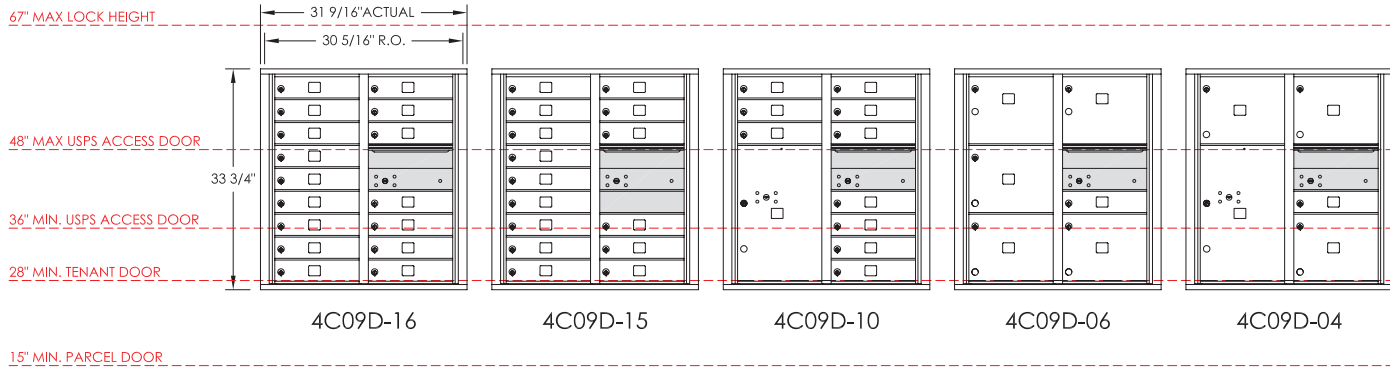 67" MAX LOCK HEIGHT
31 9/16"ACTUAL
30 5/16" R.O.
48" MAX USPS ACCESS DOOR
33 3/4"
36" MIN. USPS ACCESS DOOR
28" MIN. TENANT DOOR
4C09D-16
4C09D-15
4C09D-10
4C09D-06
4C09D-04
15" MIN. PARCEL DOOR